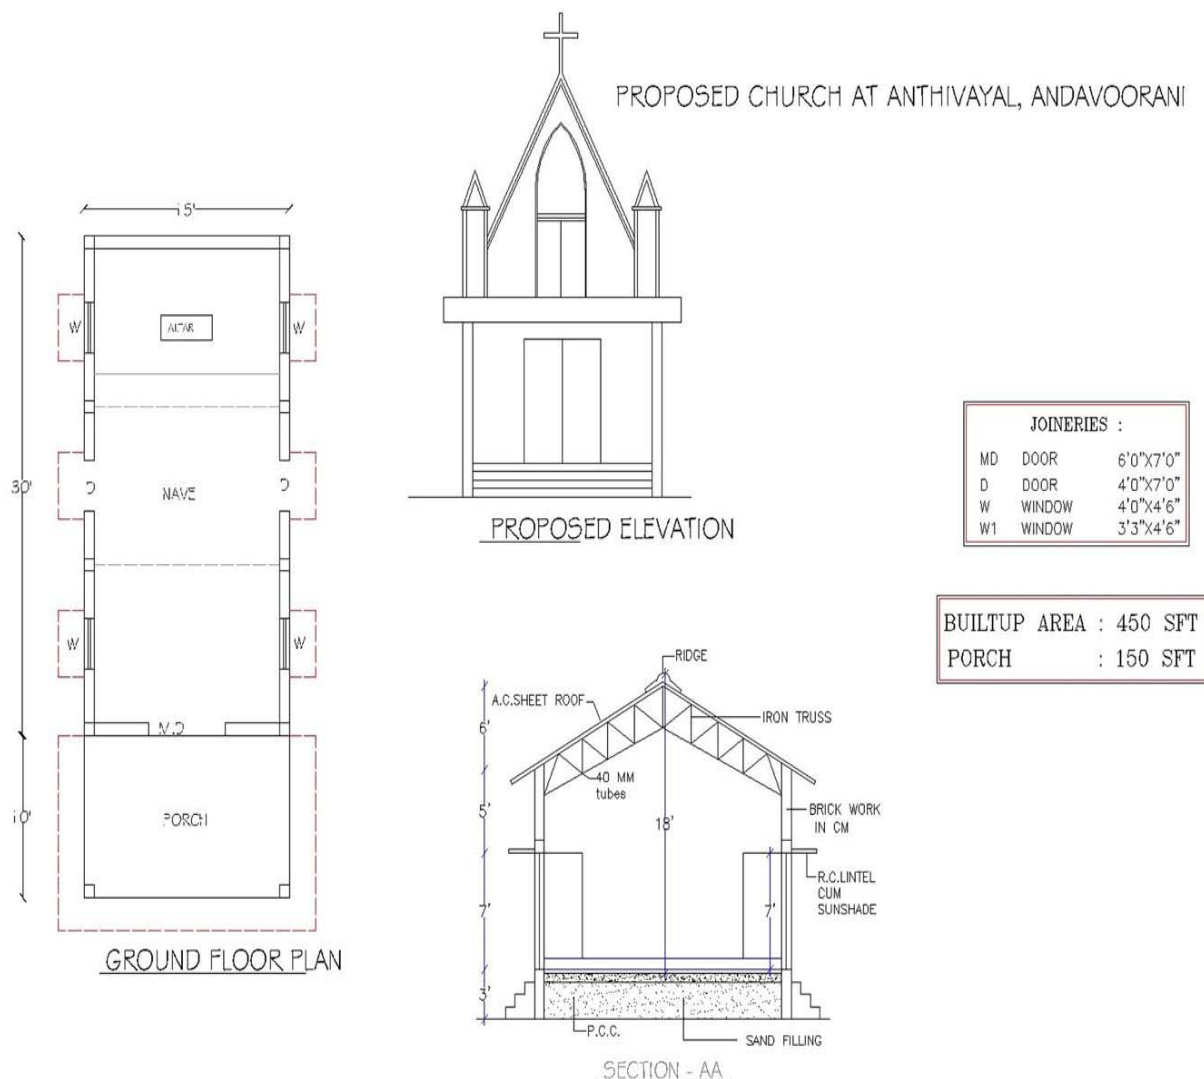 PROPOSED CHURCH AT ANTHIVAYAL, ANDAVOORANI
15'
W
ALTAR
W
30'
D
NAVE
D
W
W
M.D
10'
PORCH
GROUND FLOOR PLAN
PROPOSED ELEVATION
JOINERIES :
MD DOOR 6'0"X7'0"
D DOOR 4'0"X7'0"
W WINDOW 4'0"X4'6"
W1 WINDOW 3'3"X4'6"
BUILTUP AREA : 450 SFT
PORCH : 150 SFT
RIDGE
A.C.SHEET ROOF
IRON TRUSS
6'
40 MM
tubes
5'
18'
BRICK WORK
IN CM
R.C.LINTEL
CUM
SUNSHADE
7'
7'
3'
P.C.C.
SAND FILLING
SECTION - AA